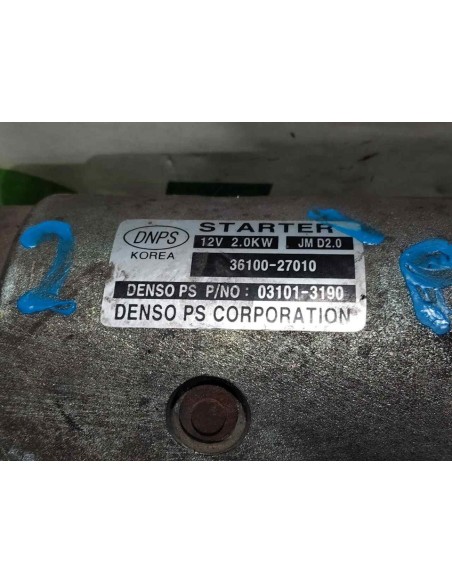 STARTER
DNPS
12V 2.0KW JM D2.0
KOREA
36100-27010
DENSO PS P/NO : 03101-3190
DENSO PS CORPORATION
2